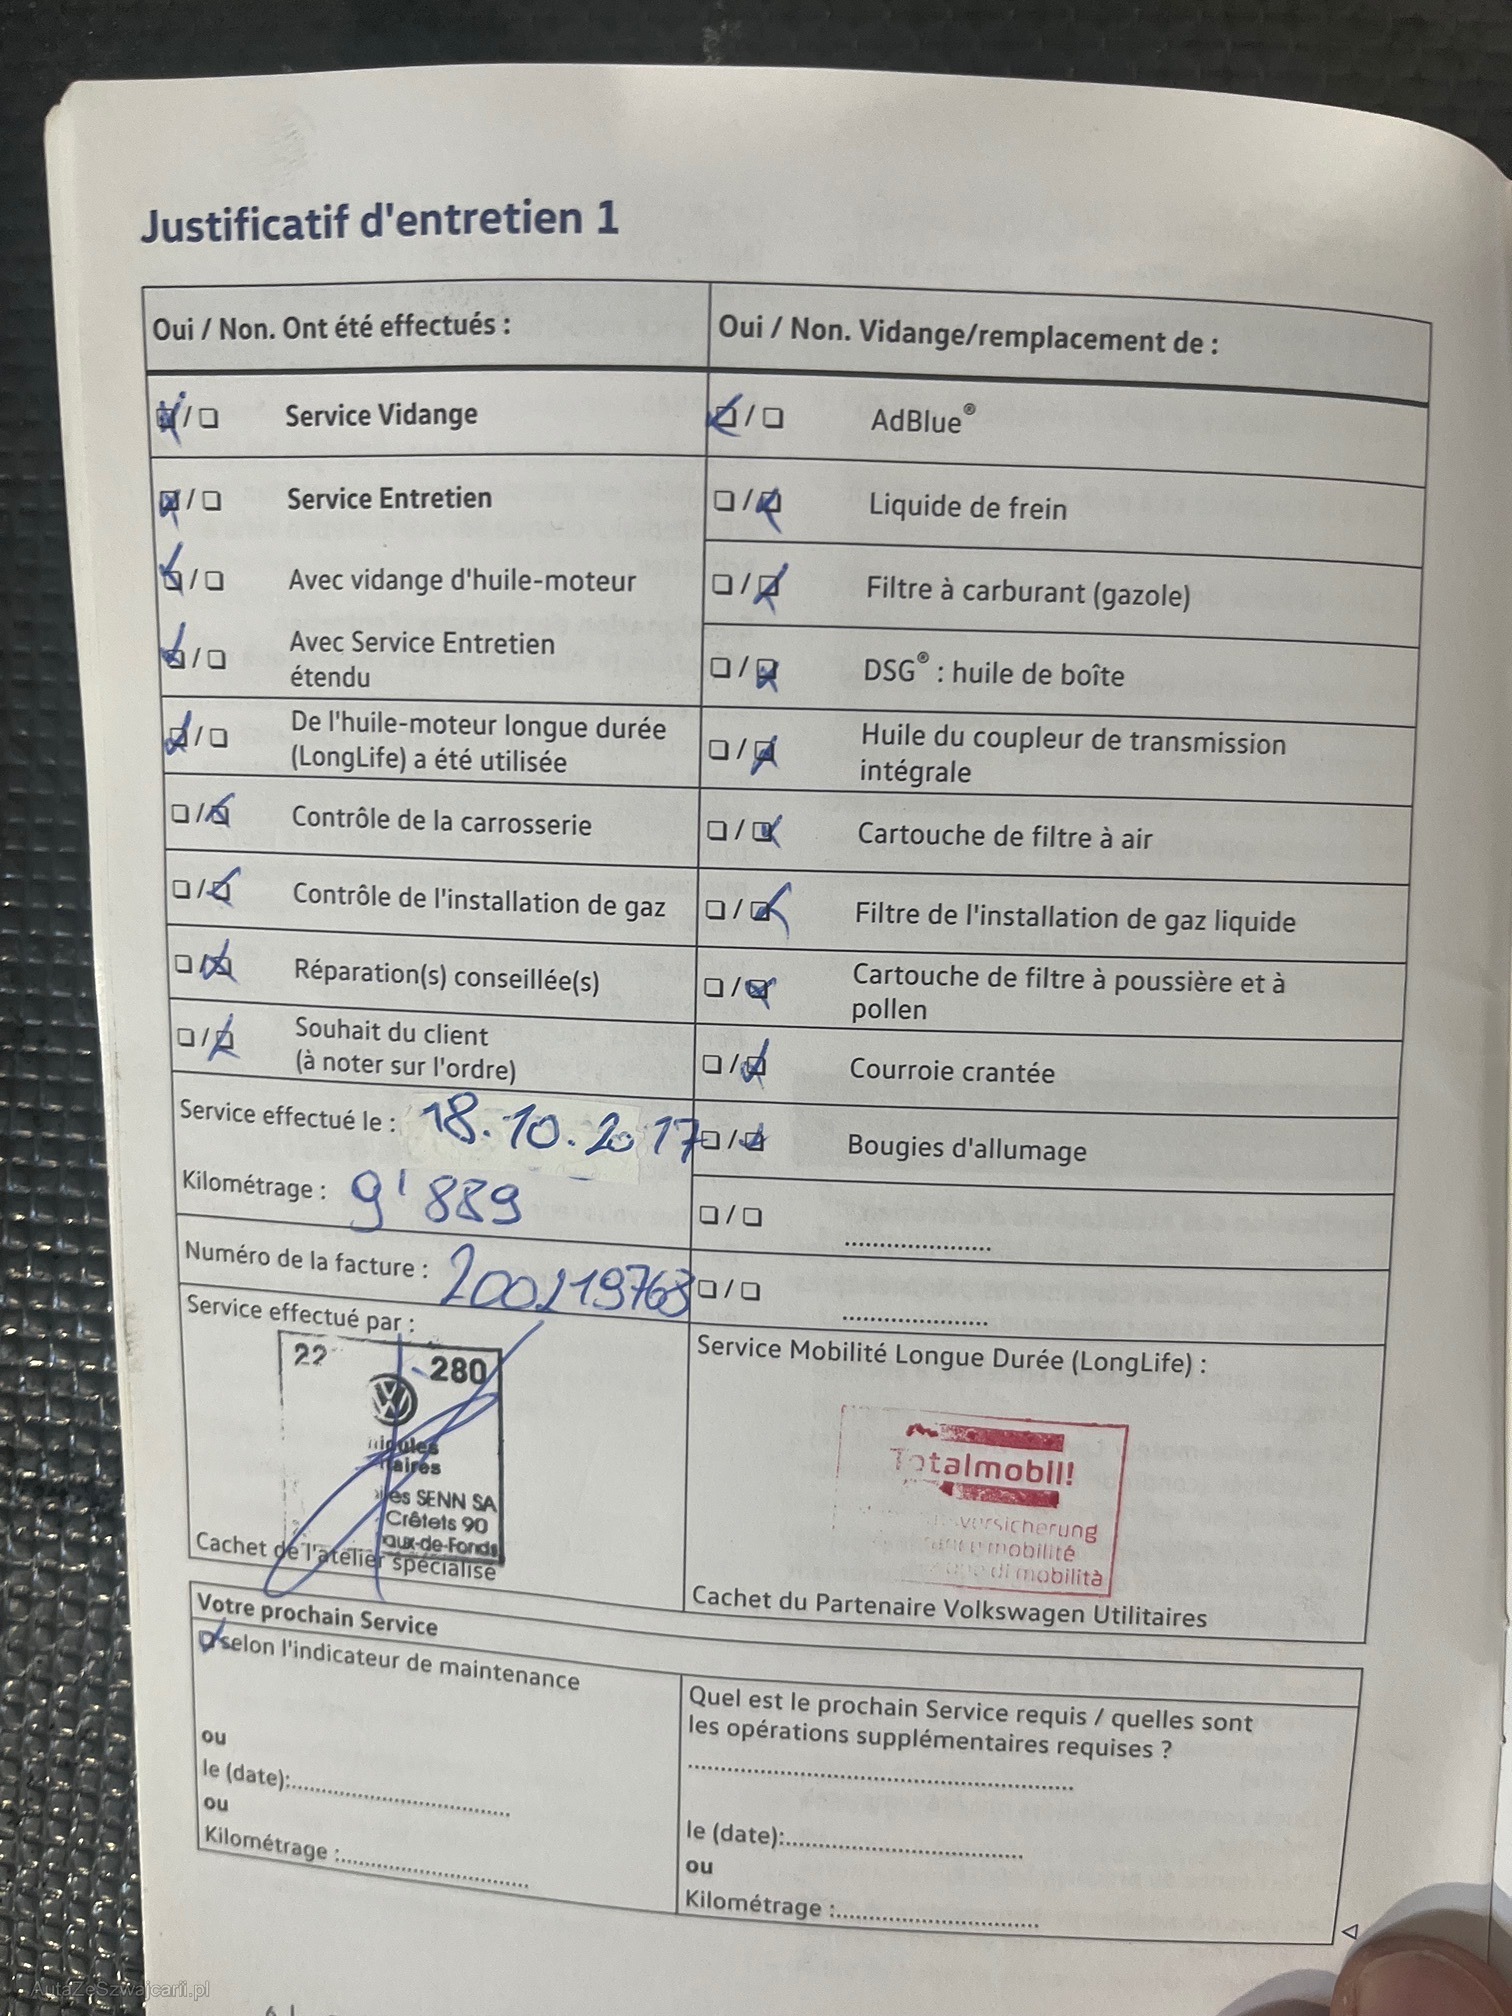 Justificatif d'entretien 1
Oui / Non. Ont été effectués :
Service Vidange
Service Entretien
Avec vidange d'huile-moteur
Avec Service Entretien
étendu
De l'huile-moteur longue durée
(LongLife) a été utilisée
Contrôle de la carrosserie
Contrôle de l'installation de gaz
Réparation(s) conseillée(s)
Souhait du client
(à noter sur l'ordre)
Service effectué le : 18.10.2017
Kilométrage : 9'889
Numéro de la facture : 200119763
Service effectué par :
22 280
SENN SA
Crêtets 90
aux-de-Fonds
Cachet de l'atelier spécialisé
Oui / Non. Vidange/remplacement de :
AdBlue®
Liquide de frein
Filtre à carburant (gazole)
DSG® : huile de boîte
Huile du coupleur de transmission
intégrale
Cartouche de filtre à air
Filtre de l'installation de gaz liquide
Cartouche de filtre à poussière et à
pollen
Courroie crantée
Bougies d'allumage
Service Mobilité Longue Durée (LongLife) :
Totalmobil!
versicherung
mobilité
di mobilità
Cachet du Partenaire Volkswagen Utilitaires
Votre prochain Service
selon l'indicateur de maintenance
ou
le (date):
ou
Kilométrage :
Quel est le prochain Service requis / quelles sont
les opérations supplémentaires requises ?
le (date):
ou
Kilométrage :
AutaZeSzwajcarii.pl